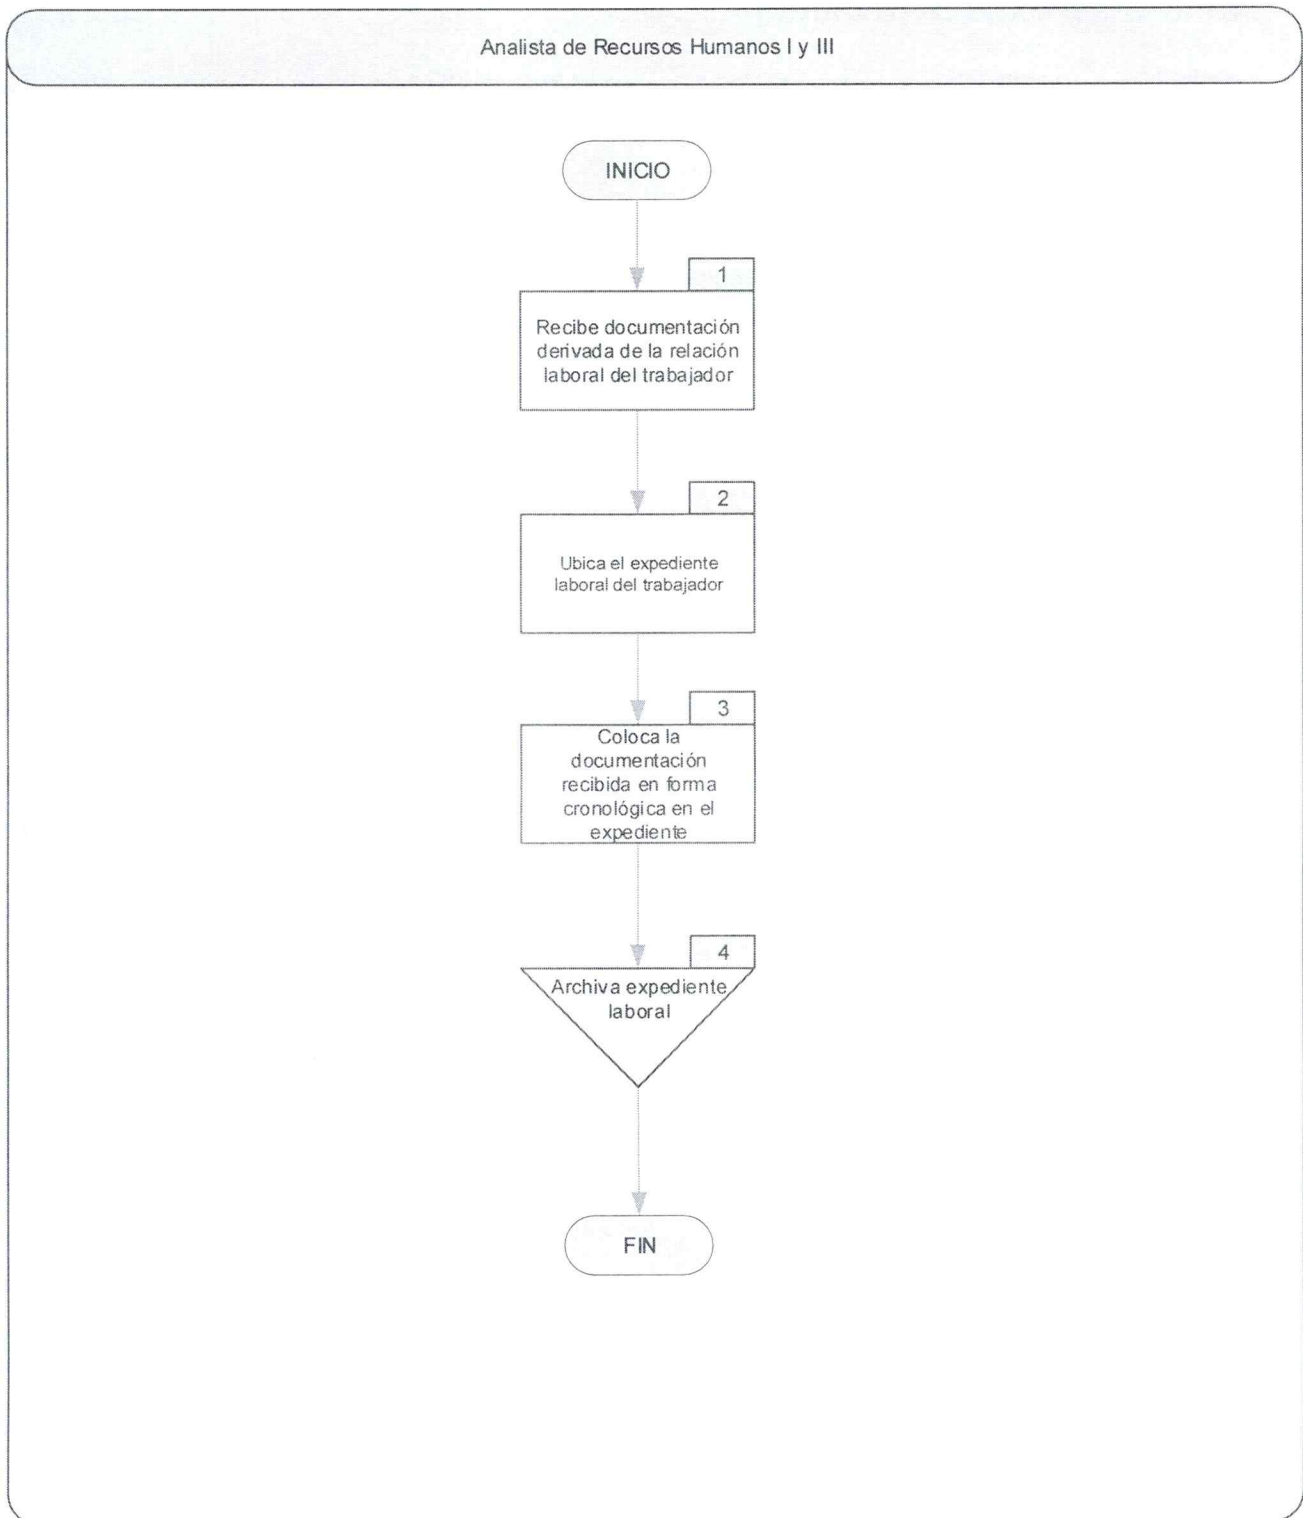 Analista de Recursos Humanos I y III
INICIO
1
Recibe documentación
derivada de la relación
laboral del trabajador
2
Ubica el expediente
laboral del trabajador
3
Coloca la
documentación
recibida en forma
cronológica en el
expediente
4
Archiva expediente
laboral
FIN